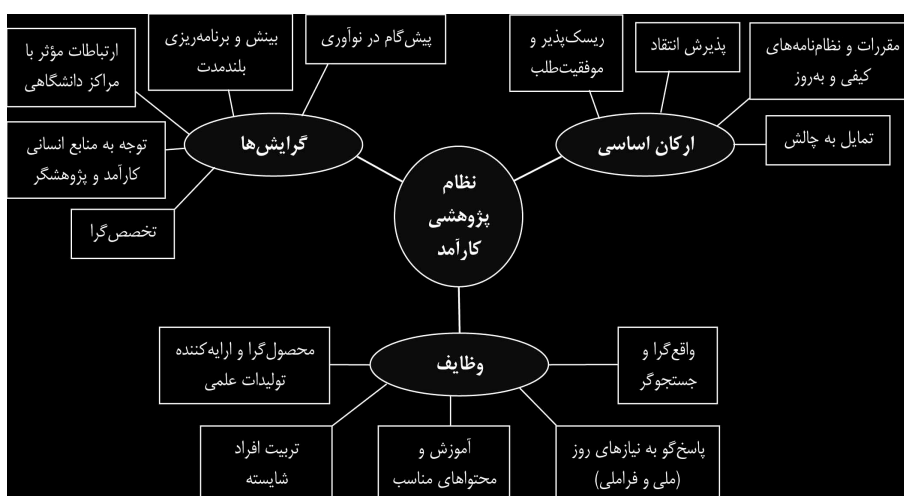 مقررات و نظام‌نامه‌های
کیفی و به‌روز
پذیرش انتقاد
ریسک‌پذیر و
موفقیت‌طلب
پیش‌گام در نوآوری
بینش و برنامه‌ریزی
بلندمدت
ارتباطات مؤثر با
مراکز دانشگاهی
تمایل به چالش
ارکان اساسی
گرایش‌ها
توجه به منابع انسانی
کارآمد و پژوهشگر
تخصص‌گرا
نظام
پژوهشی
کارآمد
واقع‌گرا و
جستجوگر
وظایف
محصول‌گرا و ارایه‌کننده
تولیدات علمی
پاسخ‌گو به نیازهای روز
(ملی و فراملی)
آموزش و
محتواهای مناسب
تربیت افراد
شایسته